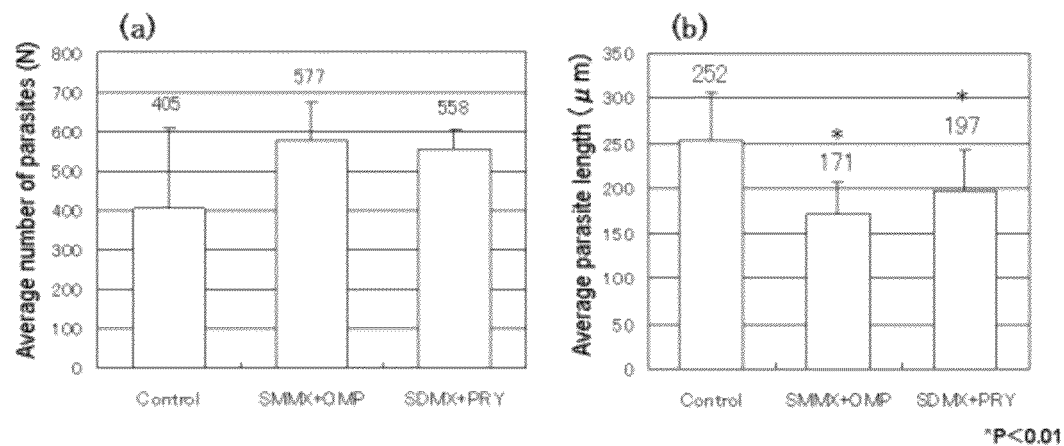 (a)
Average number of parasites (N)
800
700
600
500
400
300
200
100
0
405
577
558
Control
SMMX+OMP
SDMX+PRY
(b)
Average parasite length (μm)
350
300
250
200
150
100
50
0
252
*
171
*
197
Control
SMMX+OMP
SDMX+PRY
*P<0.01